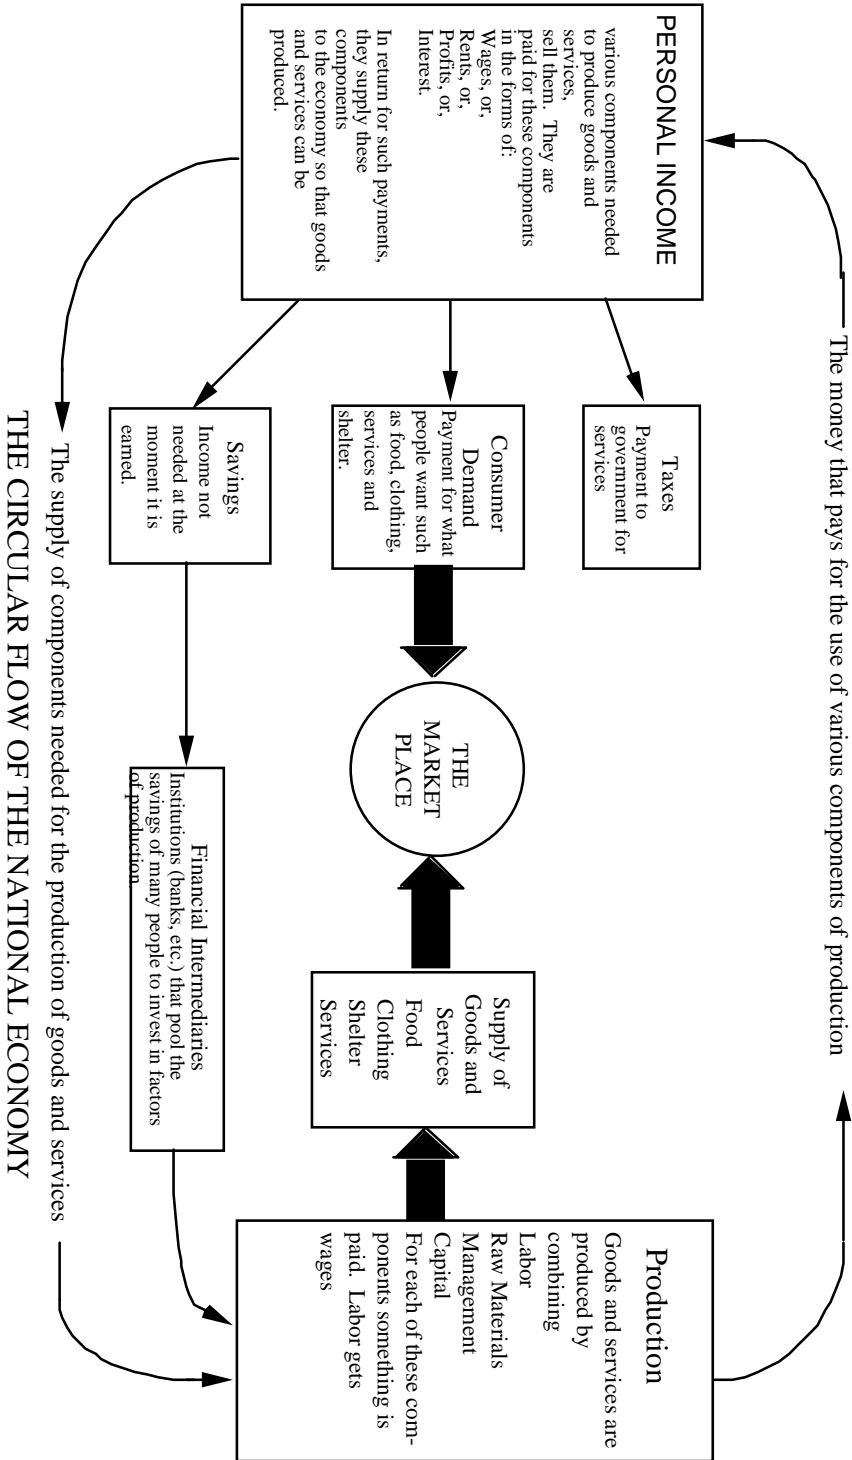 The money that pays for the use of various components of production
PERSONAL INCOME
various components needed
to produce goods and
services,
sell them. They are
paid for these components
in the forms of:
Wages, or,
Rents, or,
Profits, or,
Interest.
In return for such payments,
they supply these
components
to the economy so that goods
and services can be
produced.
Taxes
Payment to
government for
services
Consumer
Demand
Payment for what
people want such
as food, clothing,
services and
shelter.
Savings
Income not
needed at the
moment it is
earned.
THE
MARKET
PLACE
Financial Intermediaries
Institutions (banks, etc.) that pool the
savings of many people to invest in factors
of production.
Supply of
Goods and
Services
Food
Clothing
Shelter
Services
Production
Goods and services are
produced by
combining
Labor
Raw Materials
Management
Capital
For each of these com-
ponents something is
paid. Labor gets
wages
The supply of components needed for the production of goods and services
THE CIRCULAR FLOW OF THE NATIONAL ECONOMY